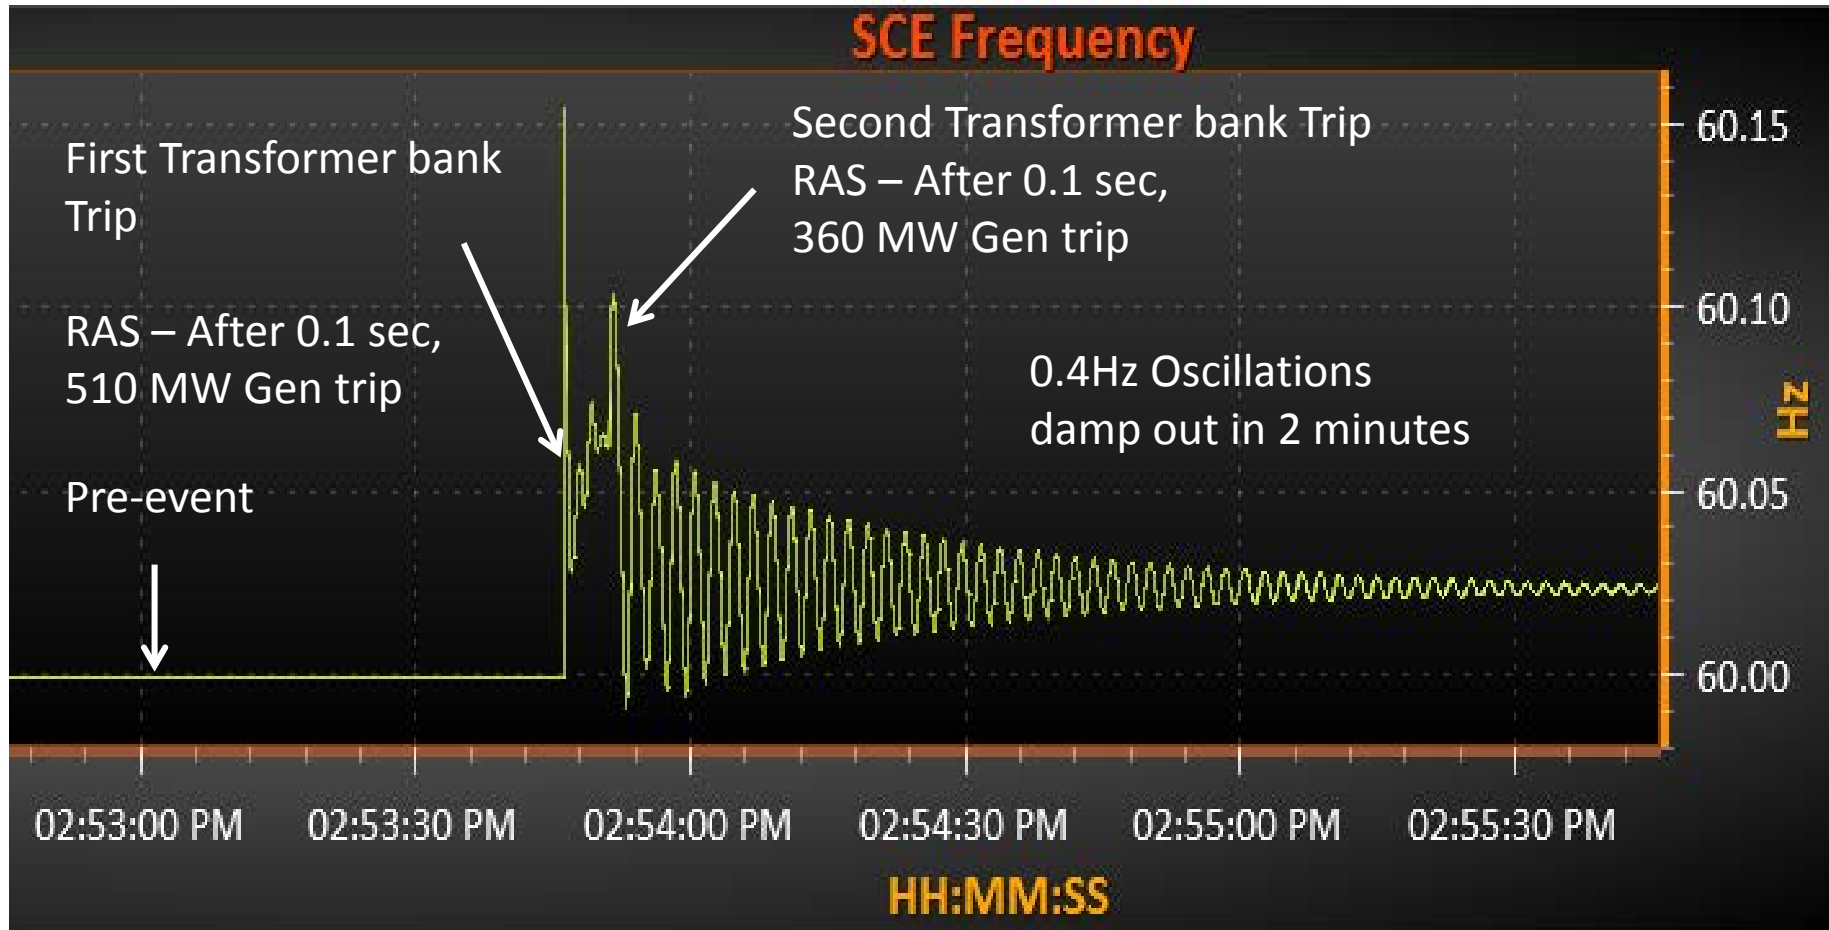 SCE Frequency
First Transformer bank
Trip
RAS – After 0.1 sec,
510 MW Gen trip
Pre-event
Second Transformer bank Trip
RAS – After 0.1 sec,
360 MW Gen trip
0.4Hz Oscillations
damp out in 2 minutes
60.15
60.10
60.05
60.00
Hz
02:53:00 PM 02:53:30 PM 02:54:00 PM 02:54:30 PM 02:55:00 PM 02:55:30 PM
HH:MM:SS